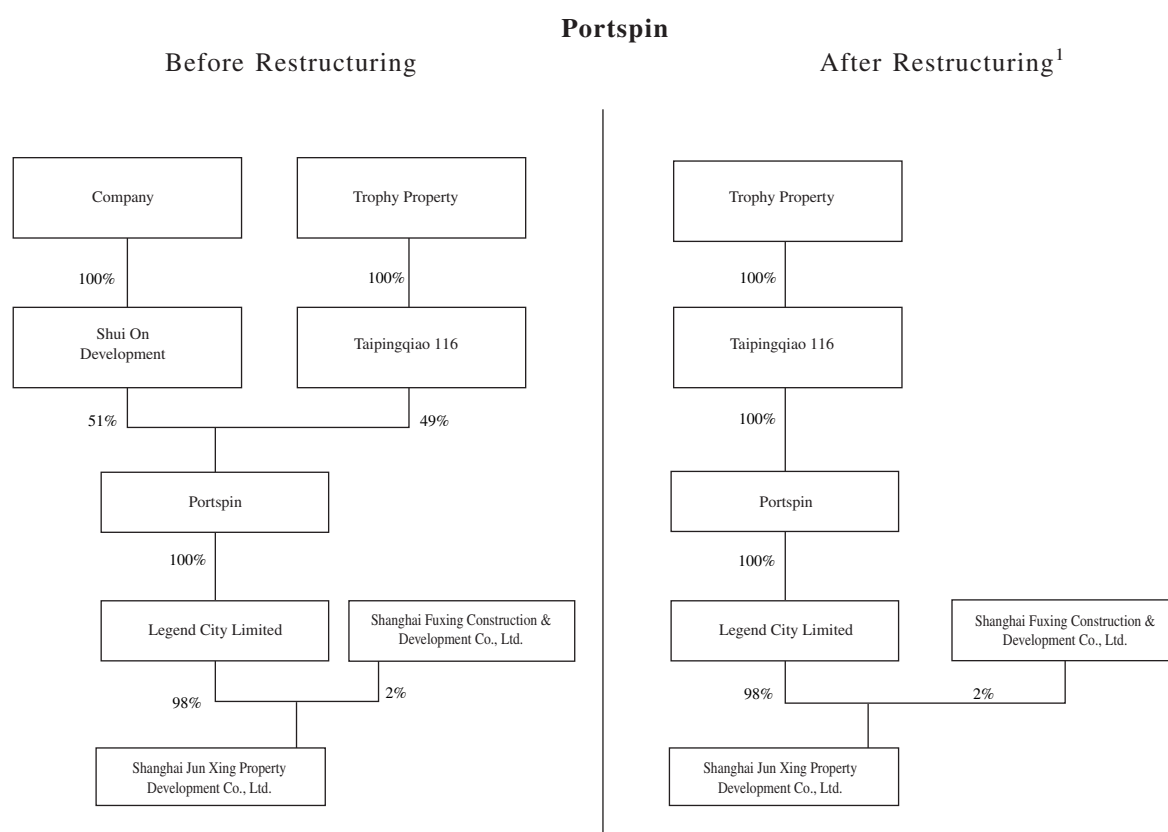 Portspin
Before Restructuring
After Restructuring1
Company
Trophy Property
100%
100%
Shui On
Development
Taipingqiao 116
51%
49%
Portspin
100%
Legend City Limited
Shanghai Fuxing Construction &
Development Co., Ltd.
98%
2%
Shanghai Jun Xing Property
Development Co., Ltd.
Trophy Property
100%
Taipingqiao 116
100%
Portspin
100%
Legend City Limited
Shanghai Fuxing Construction &
Development Co., Ltd.
98%
2%
Shanghai Jun Xing Property
Development Co., Ltd.